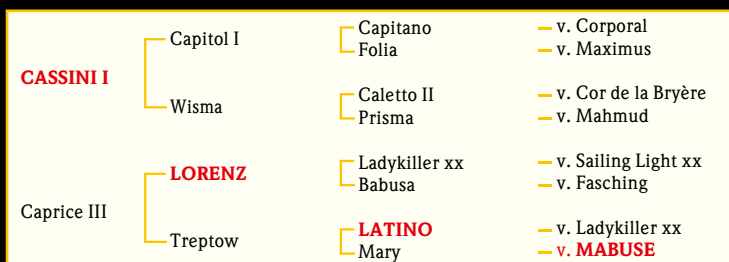 Capitol I
Capitano – v. Corporal
Folia – v. Maximus
CASSINI I
Wisma
Caletto II – v. Cor de la Bryère
Prisma – v. Mahmud
LORENZ
Ladykiller xx – v. Sailing Light xx
Babusa – v. Fasching
Caprice III
Treptow
LATINO – v. Ladykiller xx
Mary – v. MABUSE